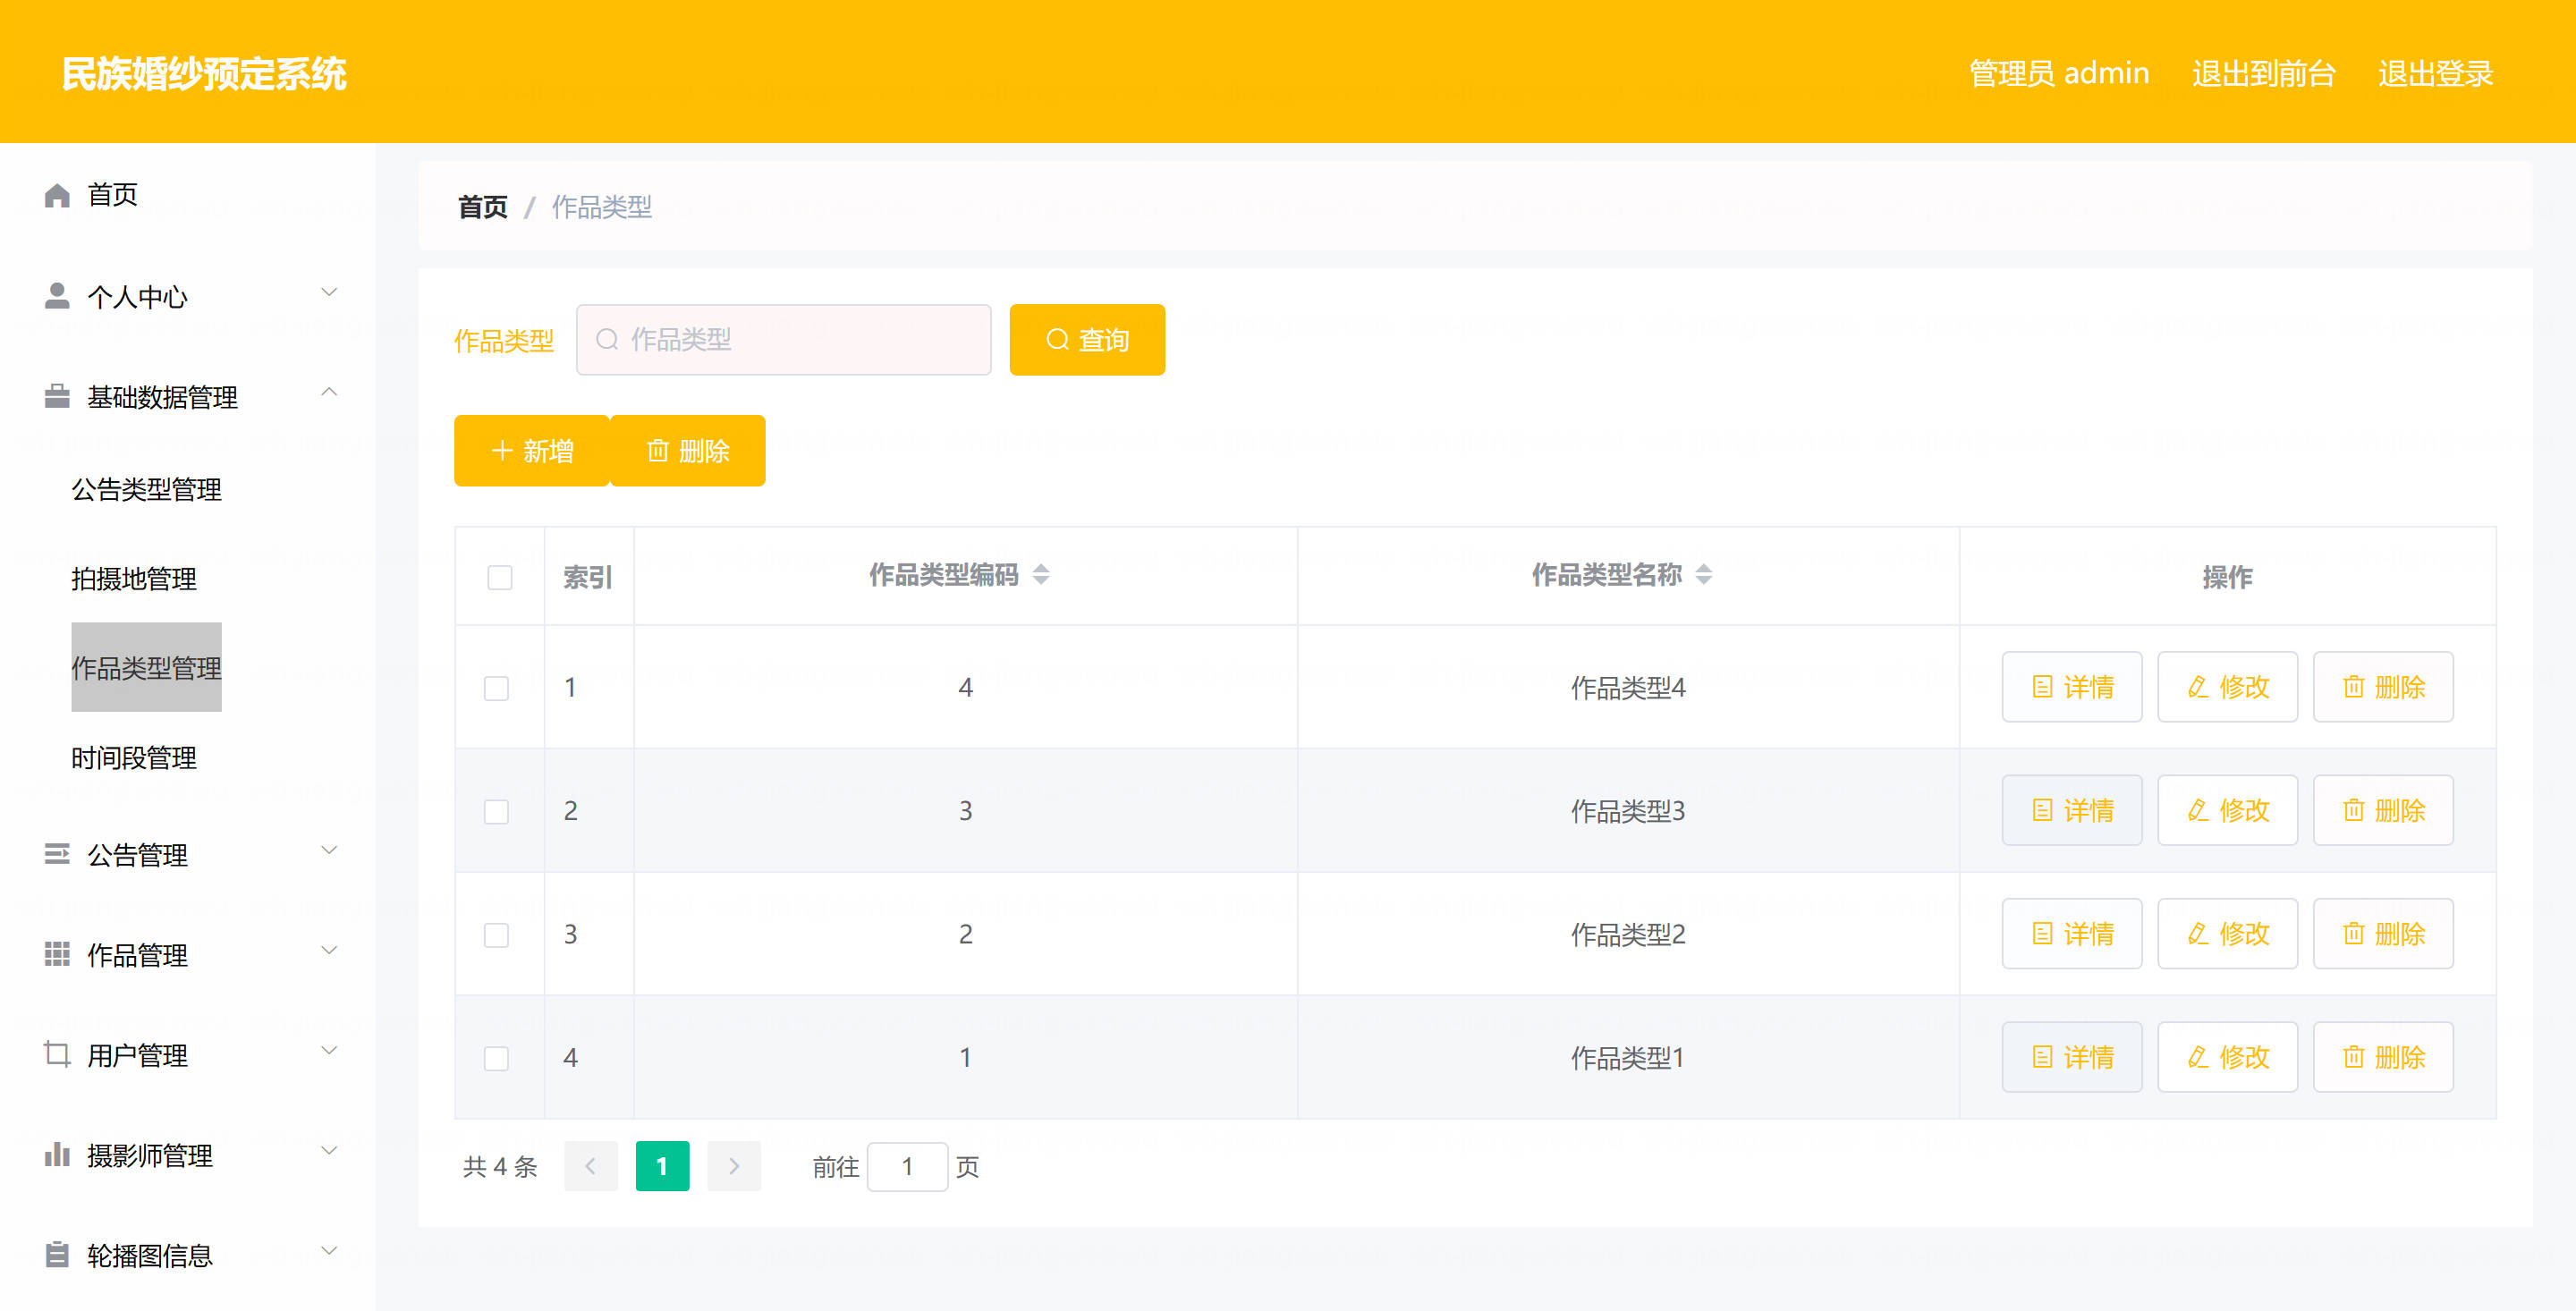 民族婚纱预定系统
管理员 admin 退出到前台 退出登录
首页
个人中心
基础数据管理
公告类型管理
拍摄地管理
作品类型管理
时间段管理
公告管理
作品管理
用户管理
摄影师管理
轮播图信息
首页 / 作品类型
作品类型 作品类型 查询
新增 删除
索引 作品类型编码 作品类型名称 操作
1 4 作品类型4 详情 修改 删除
2 3 作品类型3 详情 修改 删除
3 2 作品类型2 详情 修改 删除
4 1 作品类型1 详情 修改 删除
共 4 条 1 前往 1 页